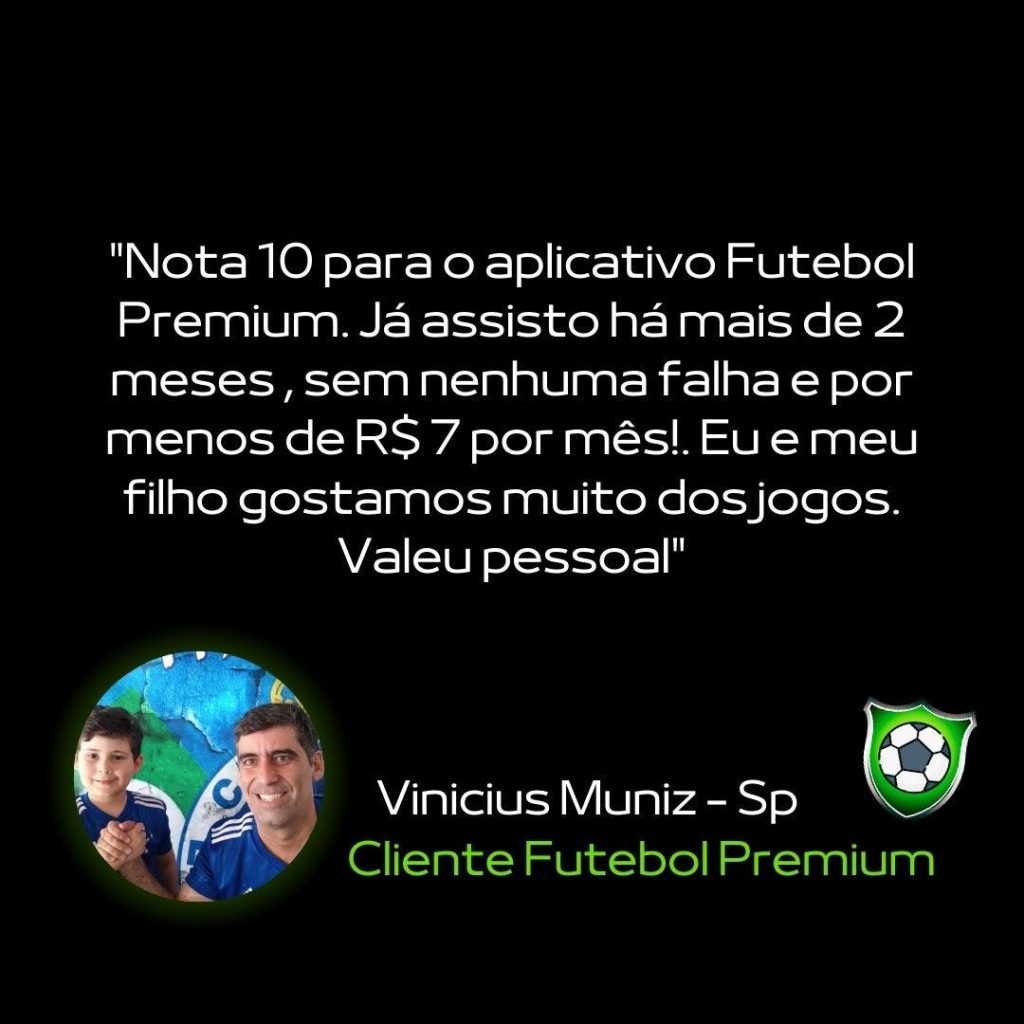 "Nota 10 para o aplicativo Futebol
Premium. Já assisto há mais de 2
meses , sem nenhuma falha e por
menos de R$ 7 por mês!. Eu e meu
filho gostamos muito dos jogos.
Valeu pessoal"
Vinicius Muniz - Sp
Cliente Futebol Premium